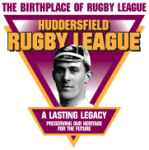 THE BIRTHPLACE OF RUGBY LEAGUE
HUDDERSFIELD
RUGBY LEAGUE
A LASTING LEGACY
PRESERVING OUR HERITAGE
FOR THE FUTURE